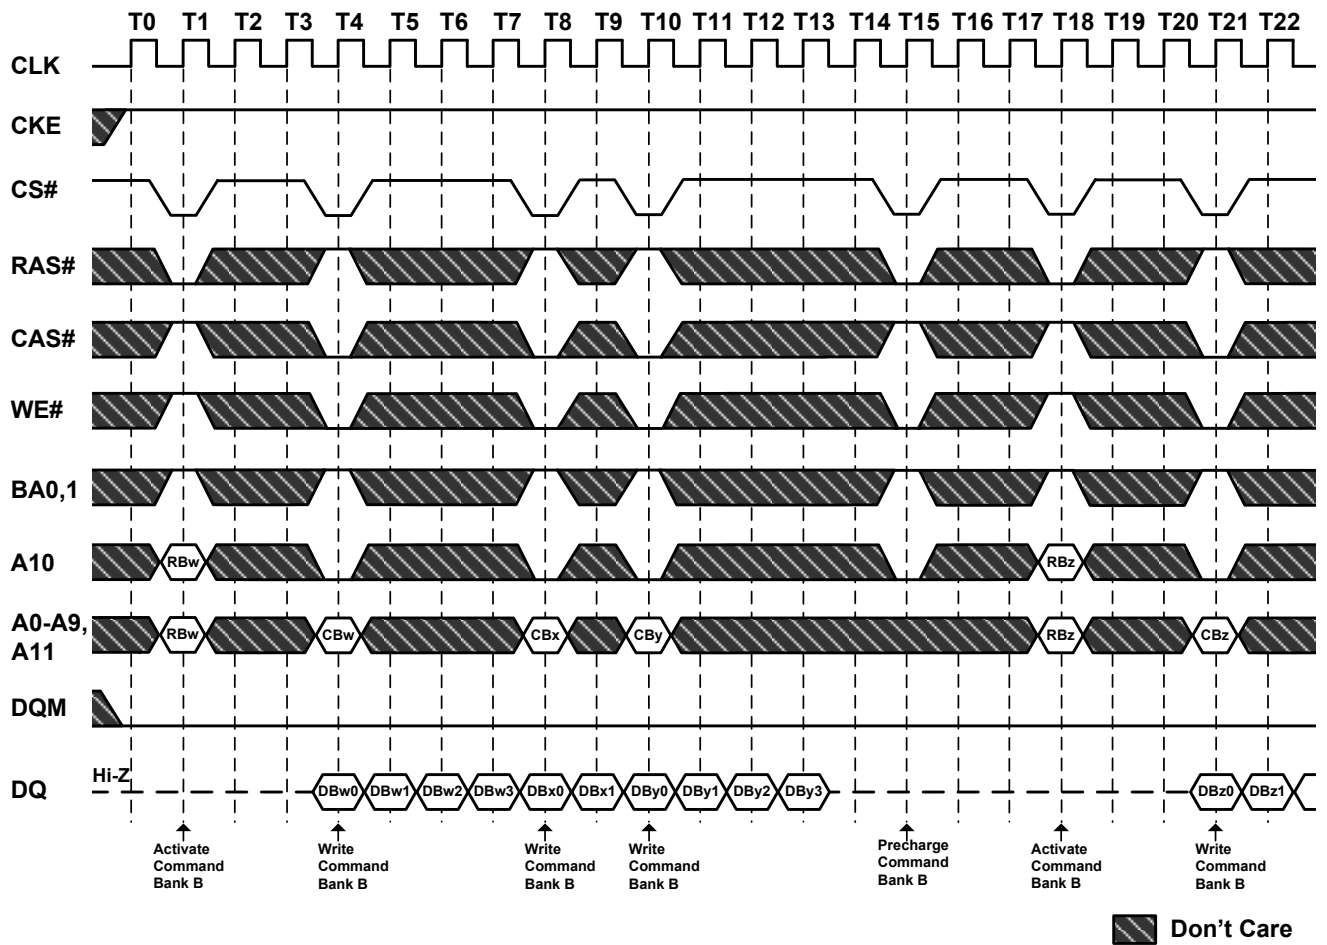 T0 T1 T2 T3 T4 T5 T6 T7 T8 T9 T10 T11 T12 T13 T14 T15 T16 T17 T18 T19 T20 T21 T22
CLK
CKE
CS#
RAS#
CAS#
WE#
BA0,1
A10 RBw RBz
A0-A9,
A11
RBw CBw CBx CBy RBz CBz
DQM
Hi-Z
DQ DBw0 DBw1 DBw2 DBw3 DBx0 DBx1 DBy0 DBy1 DBy2 DBy3 DBz0 DBz1
Activate
Command
Bank B
Write
Command
Bank B
Write
Command
Bank B
Write
Command
Bank B
Precharge
Command
Bank B
Activate
Command
Bank B
Write
Command
Bank B
Don't Care